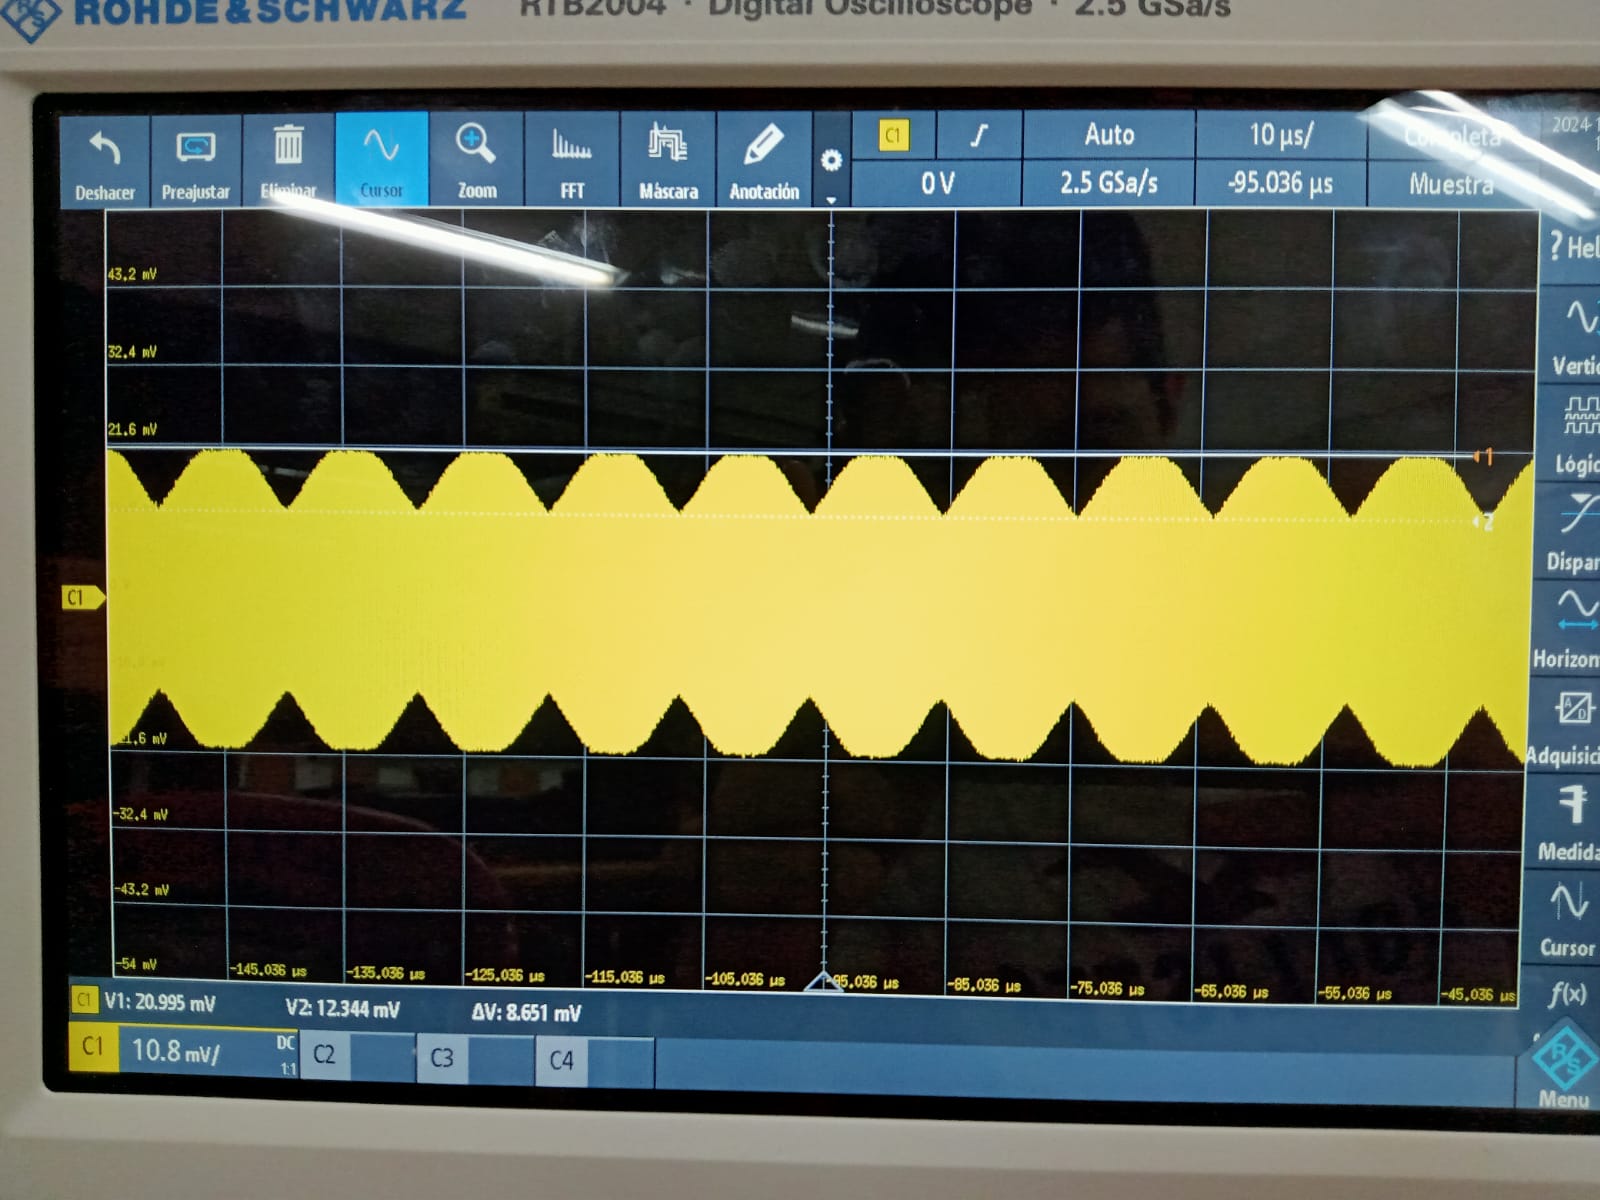 ROHDE & SCHWARZ RTB2004 · Digital Oscilloscope · 2.5 GSa/s
C1 Auto 10 µs/ Completa 2024-1
Deshacer Preajustar Eliminar Cursor Zoom FFT Máscara Anotación
0 V 2.5 GSa/s -95.036 µs Muestra
? Hel
43,2 mV
32.4 mV
Vertic
21.6 mV
1
Lógic
2
Dispar
C1
Horizon
1,6 mV
Adquisici
-32.4 mV
Medida
-43.2 mV
Cursor
-54 mV
-145.036 µs -135.036 µs -125.036 µs -115.036 µs -105.036 µs -95.036 µs -85.036 µs -75.036 µs -65.036 µs -55.036 µs -45.036 µs
f(x)
C1 V1: 20.995 mV V2: 12.344 mV ΔV: 8.651 mV
C1 10.8 mV/ DC 1:1 C2 C3 C4
R&S
Menu